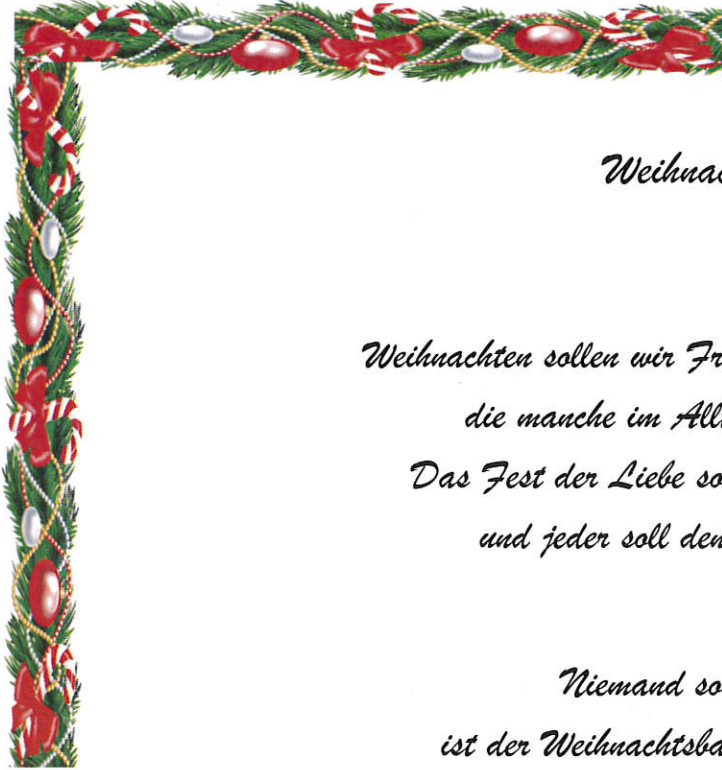 Weihnac
Weihnachten sollen wir Fr
die manche im All
Das Fest der Liebe so
und jeder soll den
Niemand so
ist der Weihnachtsba